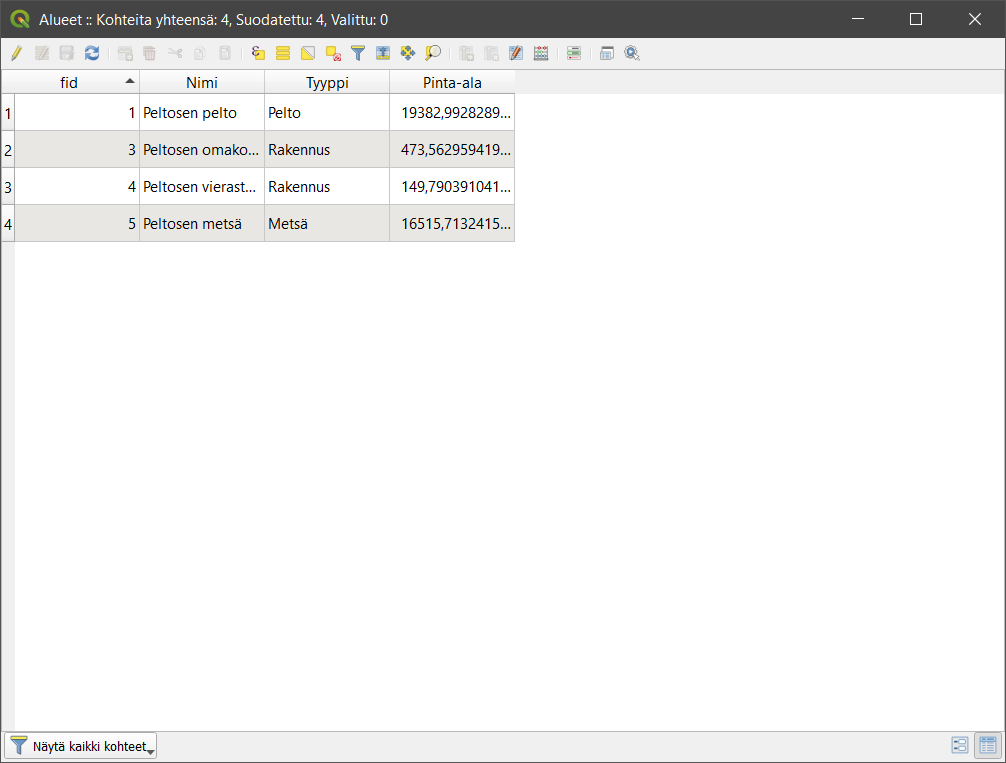 Alueet :: Kohteita yhteensä: 4, Suodatettu: 4, Valittu: 0
fid Nimi Tyyppi Pinta-ala
1 1 Peltosen pelto Pelto 19382,9928289...
2 3 Peltosen omako... Rakennus 473,562959419...
3 4 Peltosen vierast... Rakennus 149,790391041...
4 5 Peltosen metsä Metsä 16515,7132415...
Näytä kaikki kohteet